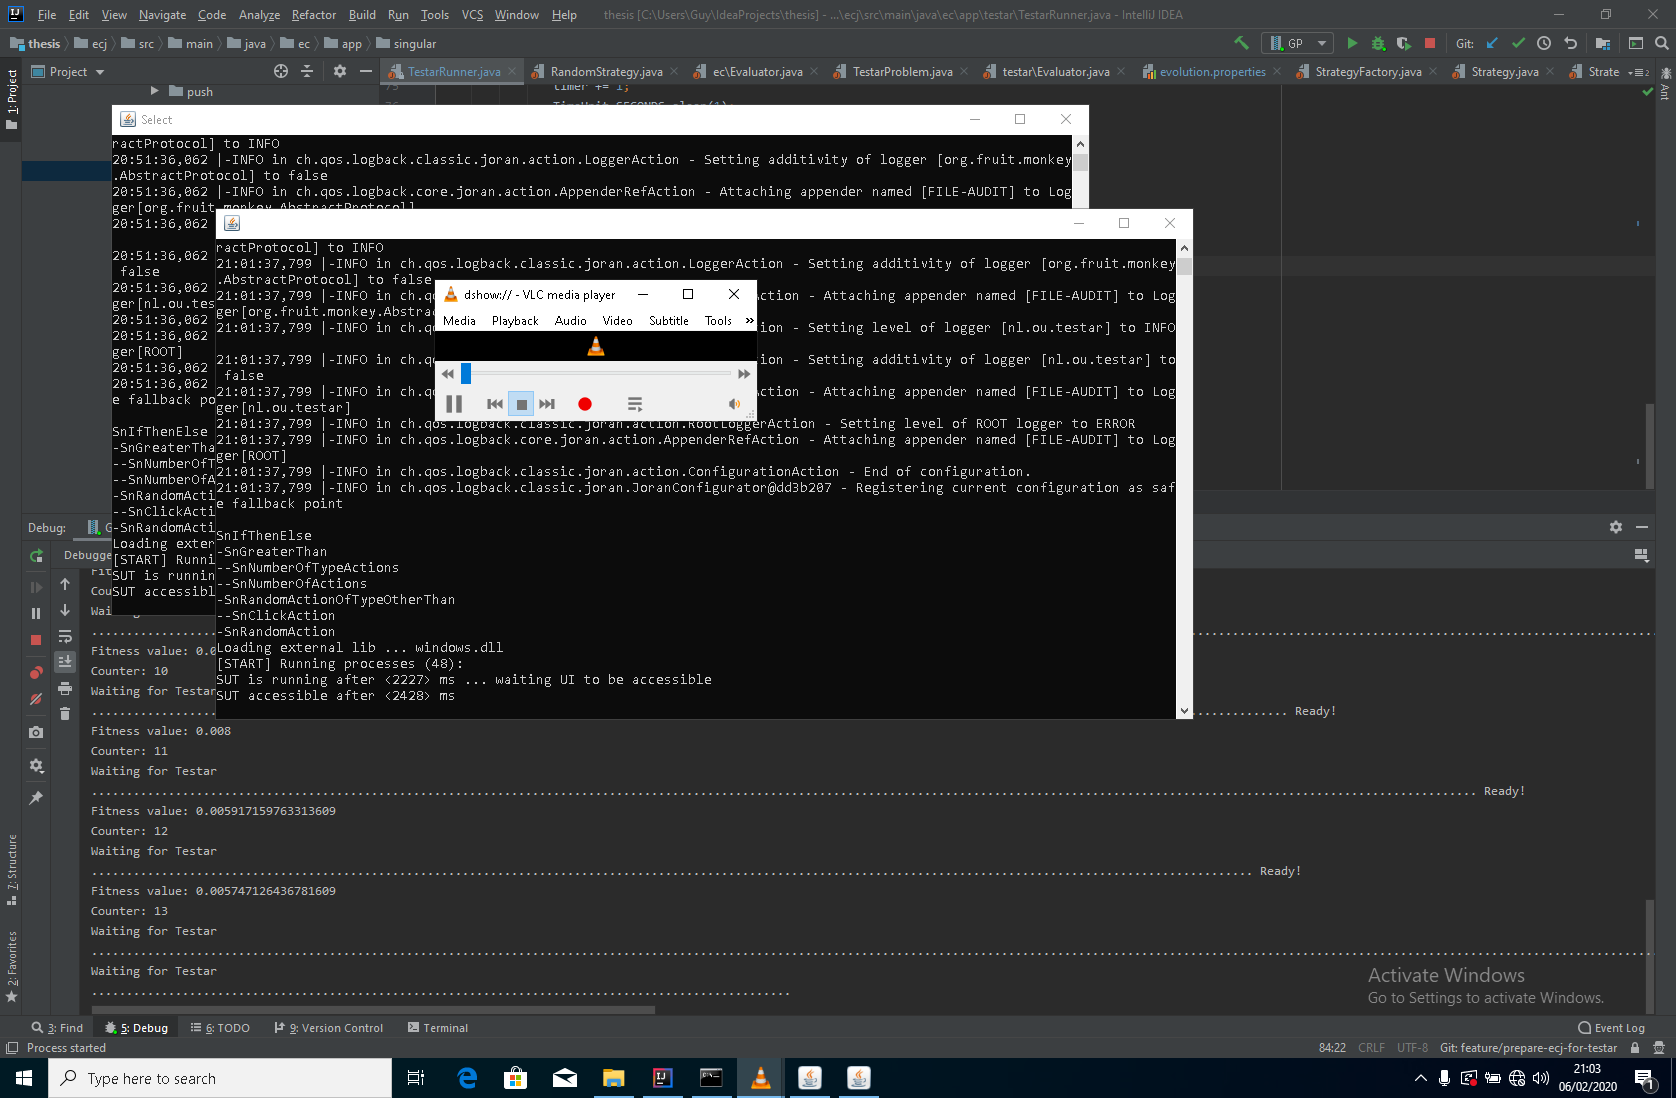 File Edit View Navigate Code Analyze Refactor Build Run Tools VCS Window Help thesis [C:\Users\Guy\IdeaProjects\thesis] - ...\ecj\src\main\java\ec\app\testar\TestarRunner.java - IntelliJ IDEA
thesis ecj src main java ec app singular GP Git:
1: Project
Project
TestarRunner.java RandomStrategy.java ec\Evaluator.java TestarProblem.java testar\Evaluator.java evolution.properties StrategyFactory.java Strategy.java Strate
Ant
push
timer += 1;
Select
ractProtocol] to INFO
20:51:36,062 |-INFO in ch.qos.logback.classic.joran.action.LoggerAction - Setting additivity of logger [org.fruit.monkey
.AbstractProtocol] to false
20:51:36,062 |-INFO in ch.qos.logback.core.joran.action.AppenderRefAction - Attaching appender named [FILE-AUDIT] to Log
ger[org.fruit.monkey.AbstractProtocol]
20:51:36,062
20:51:36,062
false
20:51:36,062
ger[nl.ou.tes
20:51:36,062
20:51:36,062
ger[ROOT]
20:51:36,062
20:51:36,062
e fallback po
SnIfThenElse
-SnGreaterTha
--SnNumberOfT
--SnNumberOfA
-SnRandomActi
--SnClickActi
-SnRandomActi
Loading exter
[START] Runni
SUT is runnin
SUT accessibl
ractProtocol] to INFO
21:01:37,799 |-INFO in ch.qos.logback.classic.joran.action.LoggerAction - Setting additivity of logger [org.fruit.monkey
.AbstractProtocol] to false
21:01:37,799 |-INFO in ch.q ion - Attaching appender named [FILE-AUDIT] to Log
ger[org.fruit.monkey.Abstrac
21:01:37,799 |-INFO in ch.q ion - Setting level of logger [nl.ou.testar] to INFO
21:01:37,799 |-INFO in ch.q ion - Setting additivity of logger [nl.ou.testar] to
false
21:01:37,799 |-INFO in ch.q ion - Attaching appender named [FILE-AUDIT] to Log
ger[nl.ou.testar]
21:01:37,799 |-INFO in ch.qos.logback.classic.joran.action.RootLoggerAction - Setting level of ROOT logger to ERROR
21:01:37,799 |-INFO in ch.qos.logback.core.joran.action.AppenderRefAction - Attaching appender named [FILE-AUDIT] to Log
ger[ROOT]
21:01:37,799 |-INFO in ch.qos.logback.classic.joran.action.ConfigurationAction - End of configuration.
21:01:37,799 |-INFO in ch.qos.logback.classic.joran.JoranConfigurator@dd3b207 - Registering current configuration as saf
e fallback point
SnIfThenElse
-SnGreaterThan
--SnNumberOfTypeActions
--SnNumberOfActions
-SnRandomActionOfTypeOtherThan
--SnClickAction
-SnRandomAction
Loading external lib ... windows.dll
[START] Running processes (48):
SUT is running after <2227> ms ... waiting UI to be accessible
SUT accessible after <2428> ms
dshow:// - VLC media player
Media Playback Audio Video Subtitle Tools »
Debug: G
Debugge
Fit
Cou
Wai
Fitness value: 0.0
Counter: 10
Waiting for Testar
Ready!
Fitness value: 0.008
Counter: 11
Waiting for Testar
Ready!
Fitness value: 0.005917159763313609
Counter: 12
Waiting for Testar
Ready!
Fitness value: 0.005747126436781609
Counter: 13
Waiting for Testar
Waiting for Testar
7: Structure
2: Favorites
Activate Windows
Go to Settings to activate Windows.
3: Find 5: Debug 6: TODO 9: Version Control Terminal Event Log
Process started 84:22 CRLF UTF-8 Git: feature/prepare-ecj-for-testar
Type here to search 21:03
06/02/2020
1